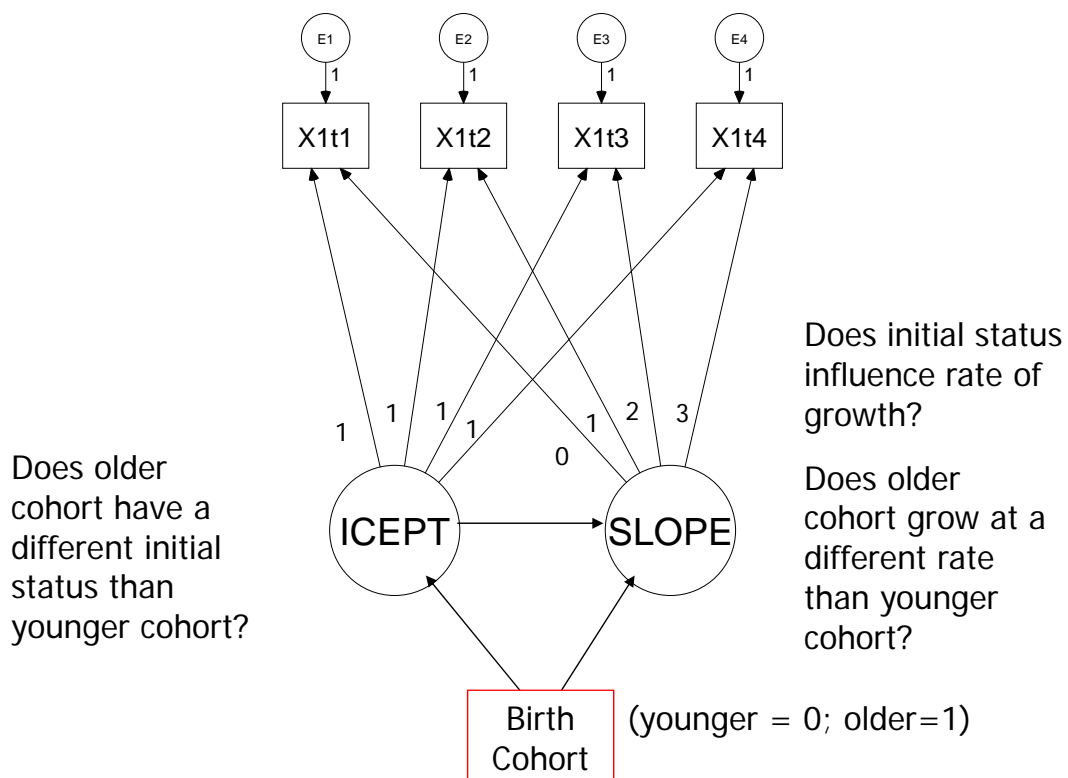 E1 E2 E3 E4
1 1 1 1
X1t1 X1t2 X1t3 X1t4
Does initial status
influence rate of
growth?
1 1 1 1 0 1 2 3
Does older
cohort have a
different initial
status than
younger cohort?
ICEPT SLOPE
Does older
cohort grow at a
different rate
than younger
cohort?
Birth
Cohort
(younger = 0; older=1)